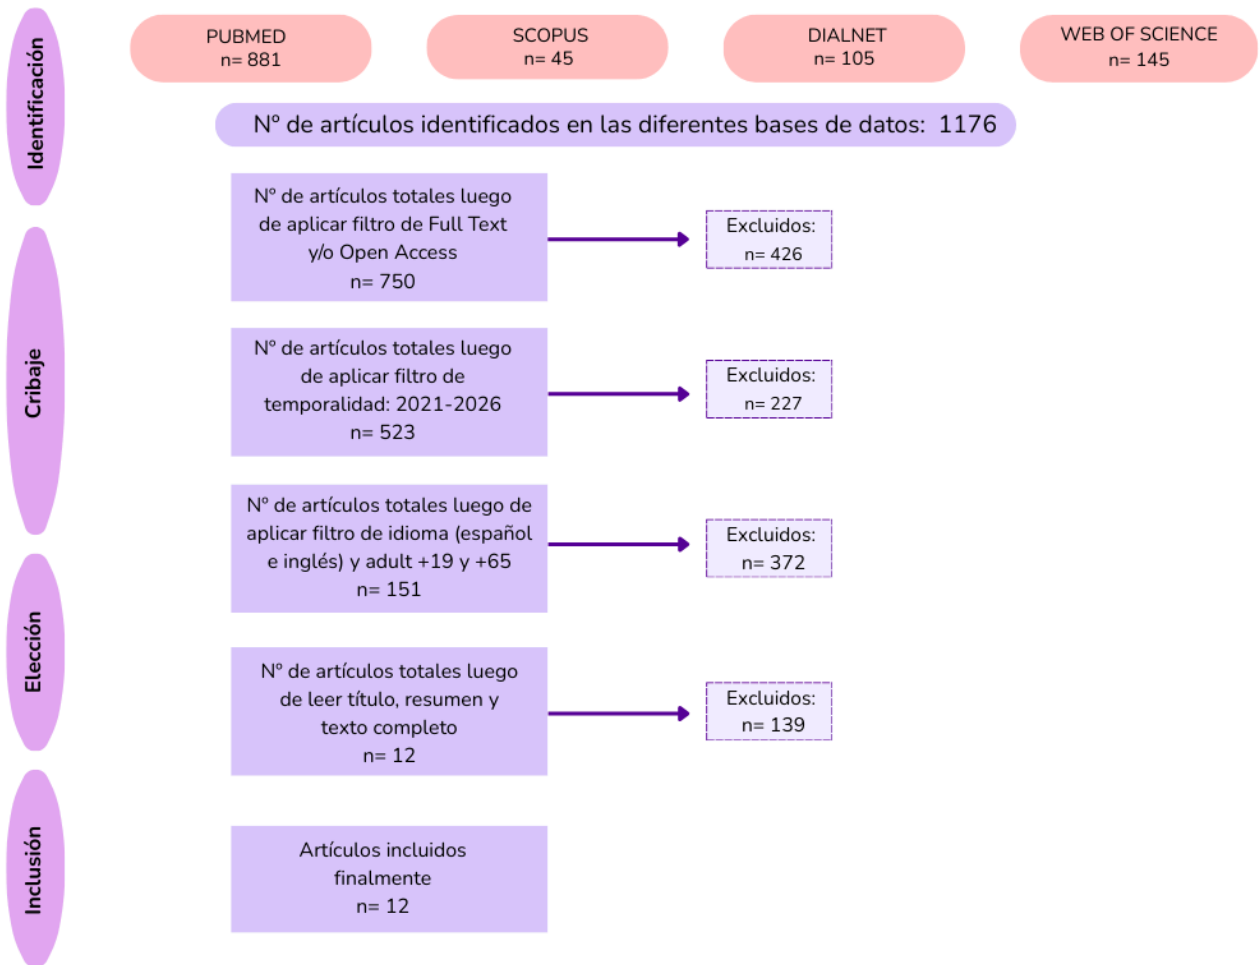 Identificación
PUBMED
n= 881
SCOPUS
n= 45
DIALNET
n= 105
WEB OF SCIENCE
n= 145
Nº de artículos identificados en las diferentes bases de datos: 1176
Nº de artículos totales luego
de aplicar filtro de Full Text
y/o Open Access
n= 750
Excluidos:
n= 426
Cribaje
Nº de artículos totales luego
de aplicar filtro de
temporalidad: 2021-2026
n= 523
Excluidos:
n= 227
Nº de artículos totales luego de
aplicar filtro de idioma (español
e inglés) y adult +19 y +65
n= 151
Excluidos:
n= 372
Elección
Nº de artículos totales luego
de leer título, resumen y
texto completo
n= 12
Excluidos:
n= 139
Inclusión
Artículos incluidos
finalmente
n= 12